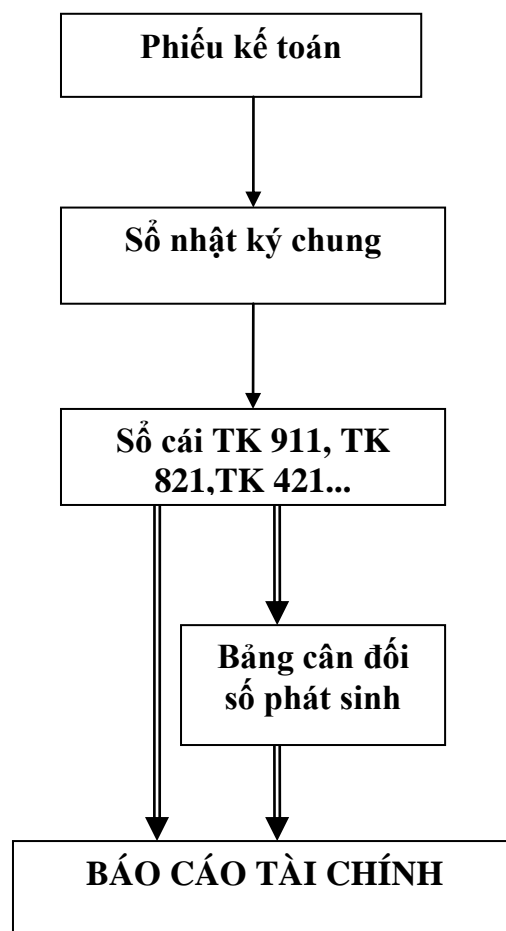 Phiếu kế toán
Sổ nhật ký chung
Sổ cái TK 911, TK
821,TK 421...
Bảng cân đối
số phát sinh
BÁO CÁO TÀI CHÍNH